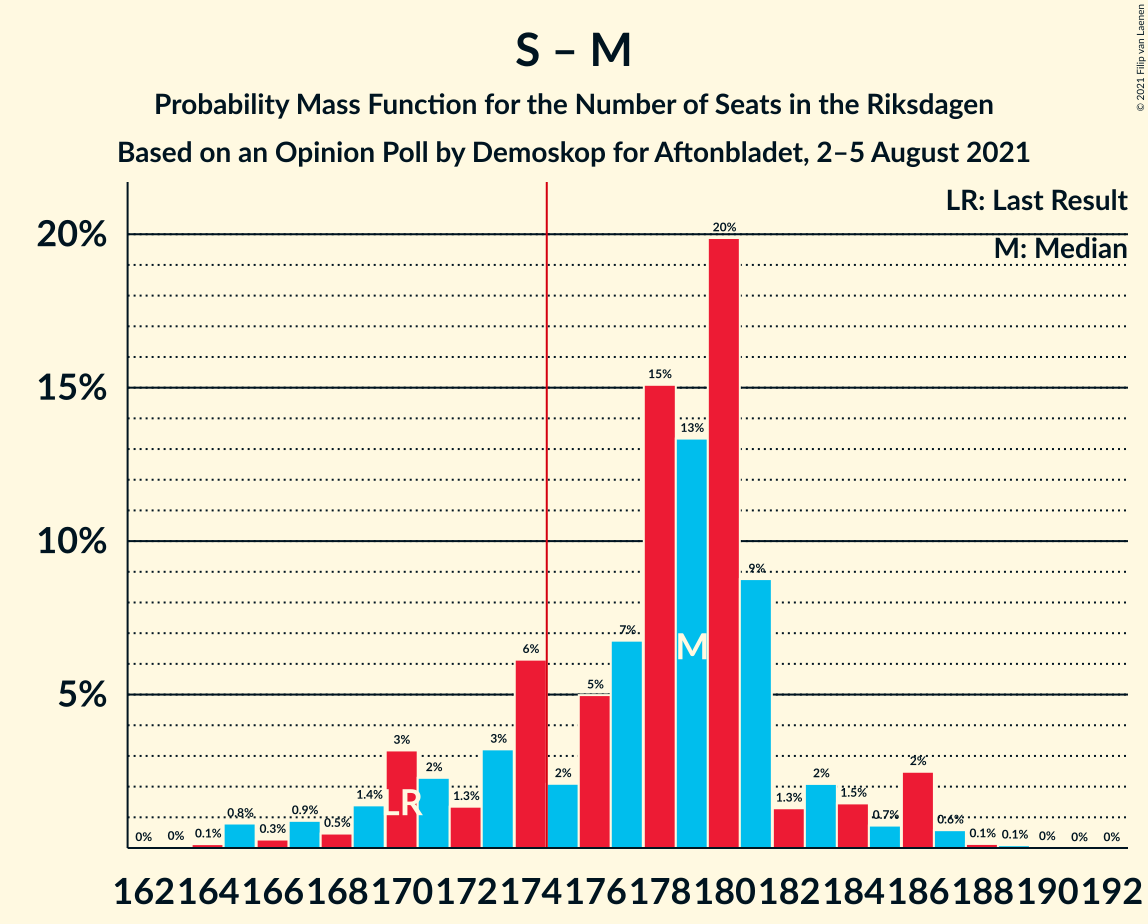 S – M
Probability Mass Function for the Number of Seats in the Riksdagen
Based on an Opinion Poll by Demoskop for Aftonbladet, 2–5 August 2021
© 2021 Filip van Laenen
LR: Last Result
M: Median
20%
15%
10%
5%
0% 0% 0.1% 0.8% 0.3% 0.9% 0.5% 1.4% 3% 2% 1.3% 3% 6% 2% 5% 7% 15% 13% 20% 9% 1.3% 2% 1.5% 0.7% 2% 0.6% 0.1% 0.1% 0% 0% 0%
LR
M
162 164 166 168 170 172 174 176 178 180 182 184 186 188 190 192